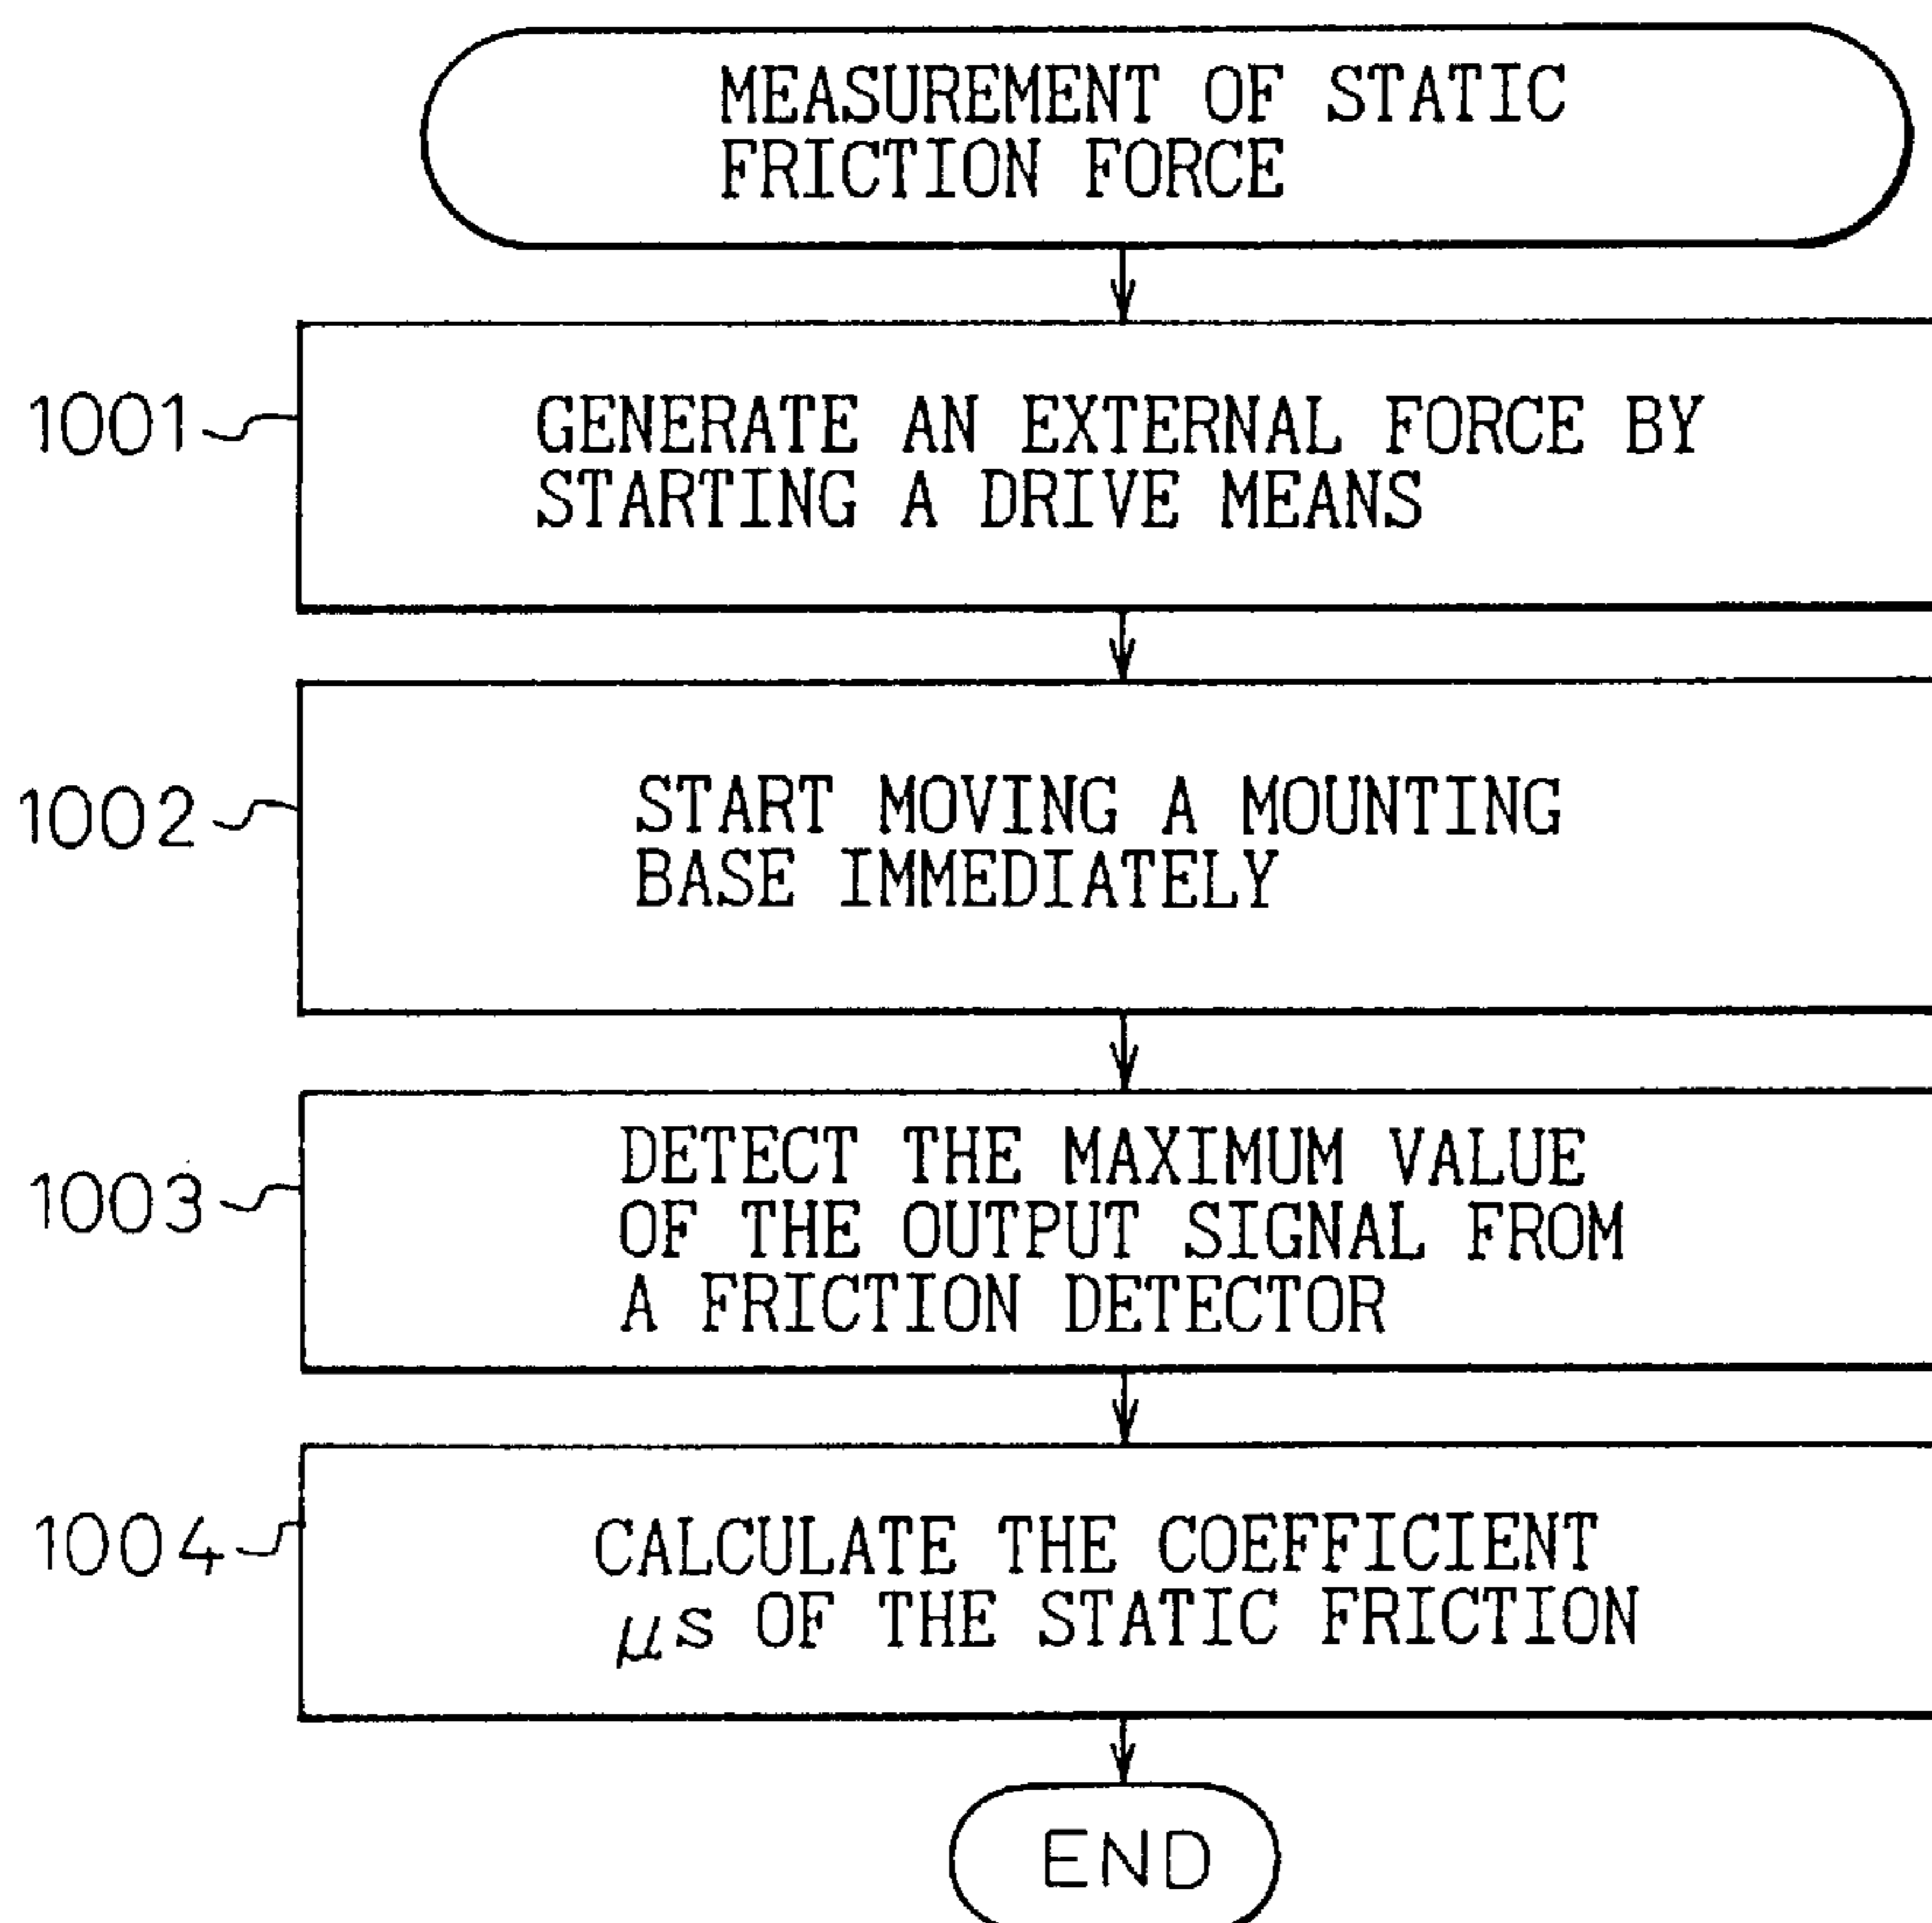 MEASUREMENT OF STATIC
FRICTION FORCE
1001
GENERATE AN EXTERNAL FORCE BY
STARTING A DRIVE MEANS
1002
START MOVING A MOUNTING
BASE IMMEDIATELY
1003
DETECT THE MAXIMUM VALUE
OF THE OUTPUT SIGNAL FROM
A FRICTION DETECTOR
1004
CALCULATE THE COEFFICIENT
μs OF THE STATIC FRICTION
END